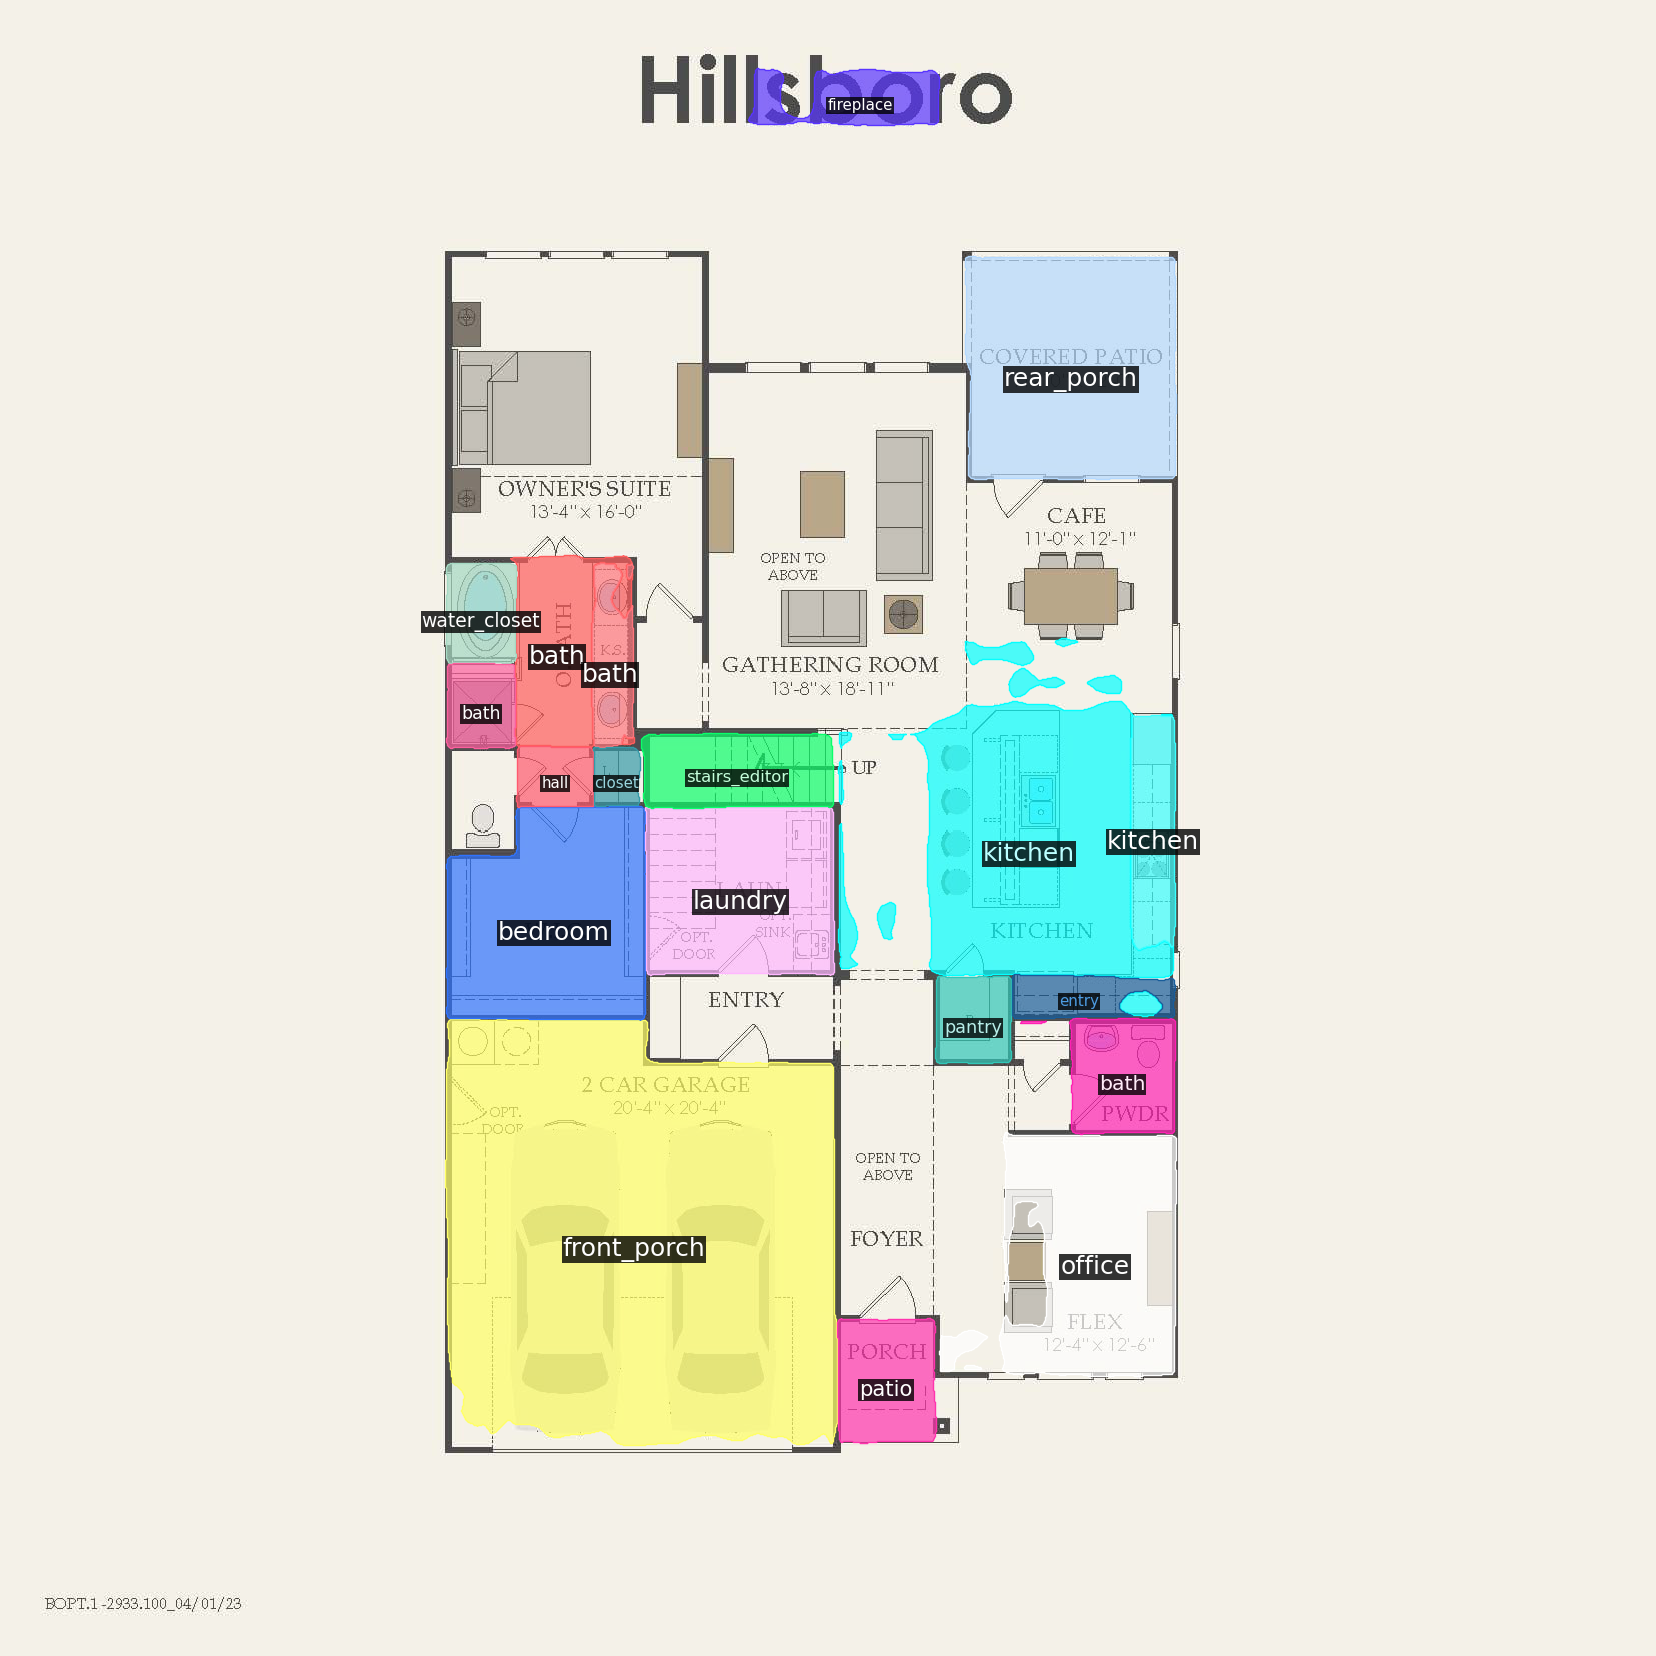 Hillsboro
fireplace
COVERED PATIO
rear_porch
OWNER'S SUITE
13'-4" x 16'-0"
CAFE
11'-0" x 12'-1"
OPEN TO
ABOVE
water_closet
bath
bath
K.S.
GATHERING ROOM
13'-8" x 18'-11"
bath
UP
stairs_editor
hall
closet
kitchen
kitchen
laundry
OPT.
SINK
OPT.
DOOR
bedroom
KITCHEN
ENTRY
entry
pantry
2 CAR GARAGE
20'-4" x 20'-4"
OPT.
DOOR
bath
PWDR
OPEN TO
ABOVE
FOYER
front_porch
office
FLEX
12'-4" x 12'-6"
PORCH
patio
BOPT.1-2933.100_04/01/23